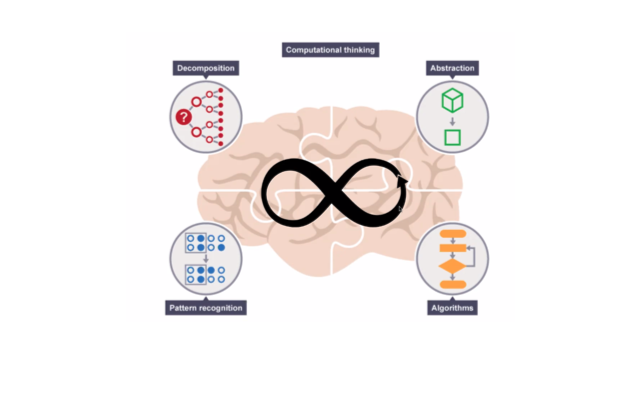 Computational thinking
Decomposition
Abstraction
?
Pattern recognition
Algorithms